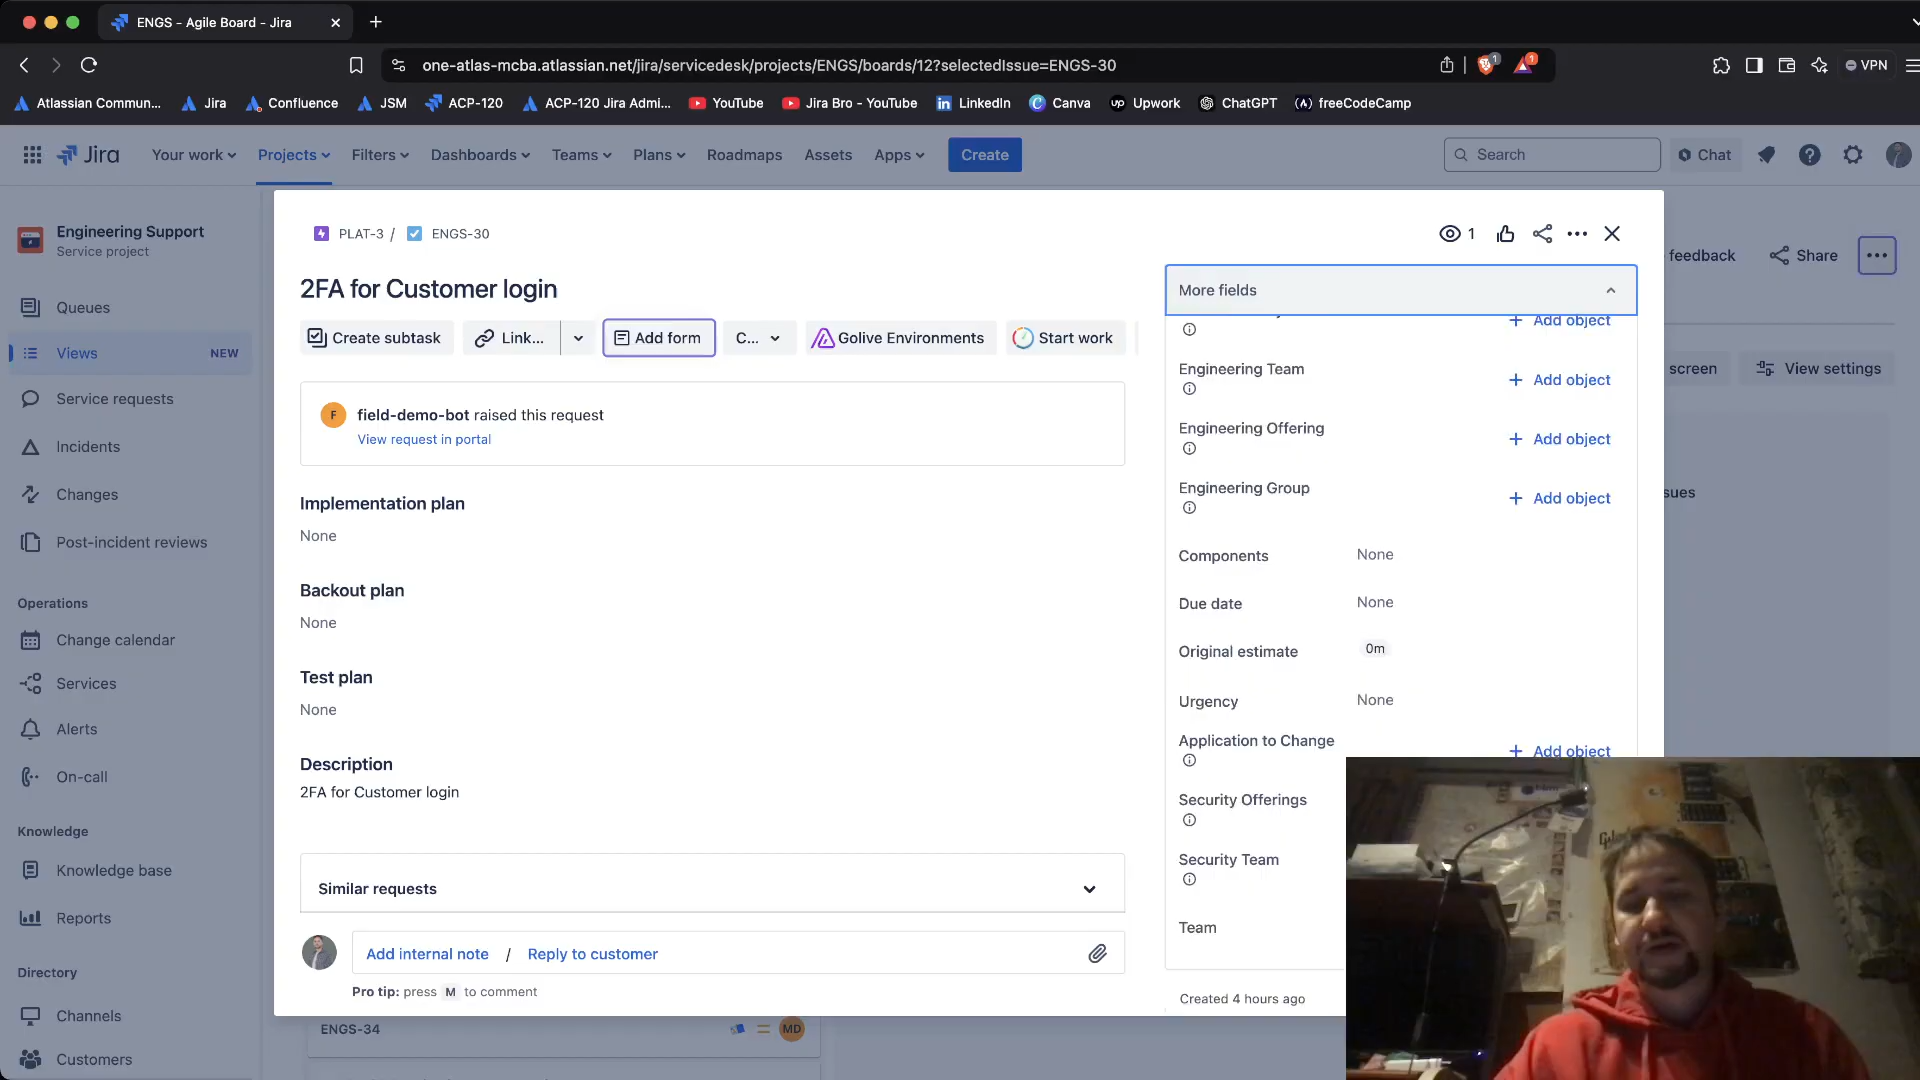 ENGS - Agile Board - Jira
one-atlas-mcba.atlassian.net/jira/servicedesk/projects/ENGS/boards/12?selectedIssue=ENGS-30
1
1
VPN
Atlassian Commun...
Jira
Confluence
JSM
ACP-120
ACP-120 Jira Admi...
YouTube
Jira Bro - YouTube
LinkedIn
Canva
Upwork
ChatGPT
freeCodeCamp
Jira
Your work
Projects
Filters
Dashboards
Teams
Plans
Roadmaps
Assets
Apps
Create
Search
Chat
Engineering Support
Service project
Queues
Views
NEW
Service requests
Incidents
Changes
Post-incident reviews
Operations
Change calendar
Services
Alerts
On-call
Knowledge
Knowledge base
Reports
Directory
Channels
Customers
feedback
Share
screen
View settings
sues
PLAT-3 / ENGS-30
1
2FA for Customer login
Create subtask
Link...
Add form
C...
Golive Environments
Start work
F
field-demo-bot raised this request
View request in portal
Implementation plan
None
Backout plan
None
Test plan
None
Description
2FA for Customer login
Similar requests
Add internal note / Reply to customer
Pro tip: press M to comment
More fields
+ Add object
Engineering Team
+ Add object
Engineering Offering
+ Add object
Engineering Group
+ Add object
Components
None
Due date
None
Original estimate
0m
Urgency
None
Application to Change
+ Add object
Security Offerings
Security Team
Team
Created 4 hours ago
ENGS-34
MD